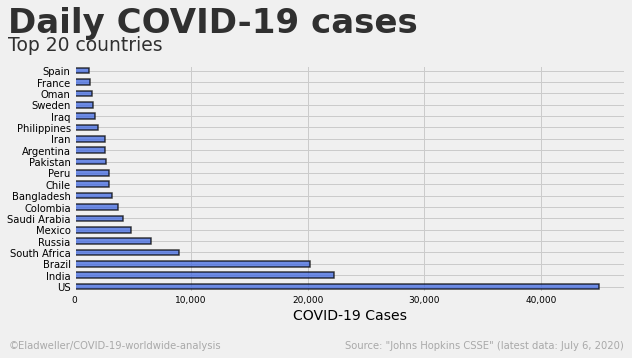 Daily COVID-19 cases
Top 20 countries
Spain
France
Oman
Sweden
Iraq
Philippines
Iran
Argentina
Pakistan
Peru
Chile
Bangladesh
Colombia
Saudi Arabia
Mexico
Russia
South Africa
Brazil
India
US
0 10,000 20,000 30,000 40,000
COVID-19 Cases
©Eladweller/COVID-19-worldwide-analysis Source: "Johns Hopkins CSSE" (latest data: July 6, 2020)